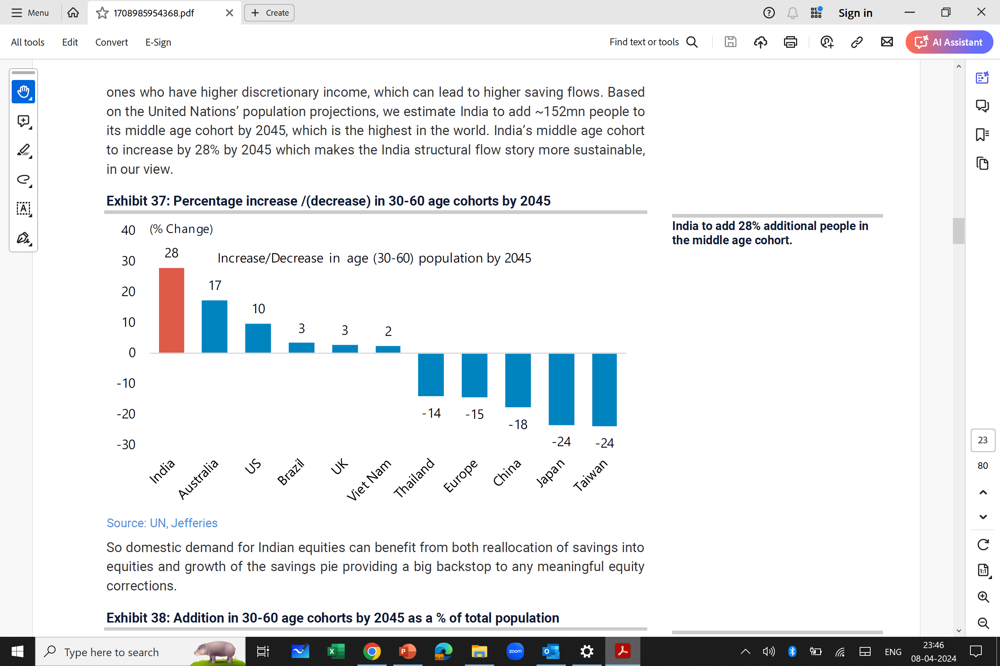 Menu
1708985954368.pdf
Create
Sign in
All tools
Edit
Convert
E-Sign
Find text or tools
AI Assistant
ones who have higher discretionary income, which can lead to higher saving flows. Based
on the United Nations’ population projections, we estimate India to add ~152mn people to
its middle age cohort by 2045, which is the highest in the world. India’s middle age cohort
to increase by 28% by 2045 which makes the India structural flow story more sustainable,
in our view.
Exhibit 37: Percentage increase /(decrease) in 30-60 age cohorts by 2045
India to add 28% additional people in
the middle age cohort.
(% Change)
Increase/Decrease in age (30-60) population by 2045
40
30
20
10
0
-10
-20
-30
28
17
10
3
3
2
-14
-15
-18
-24
-24
India
Australia
US
Brazil
UK
Viet Nam
Thailand
Europe
China
Japan
Taiwan
Source: UN, Jefferies
So domestic demand for Indian equities can benefit from both reallocation of savings into
equities and growth of the savings pie providing a big backstop to any meaningful equity
corrections.
Exhibit 38: Addition in 30-60 age cohorts by 2045 as a % of total population
23
80
1:1
Type here to search
zoom
ENG
23:46
08-04-2024